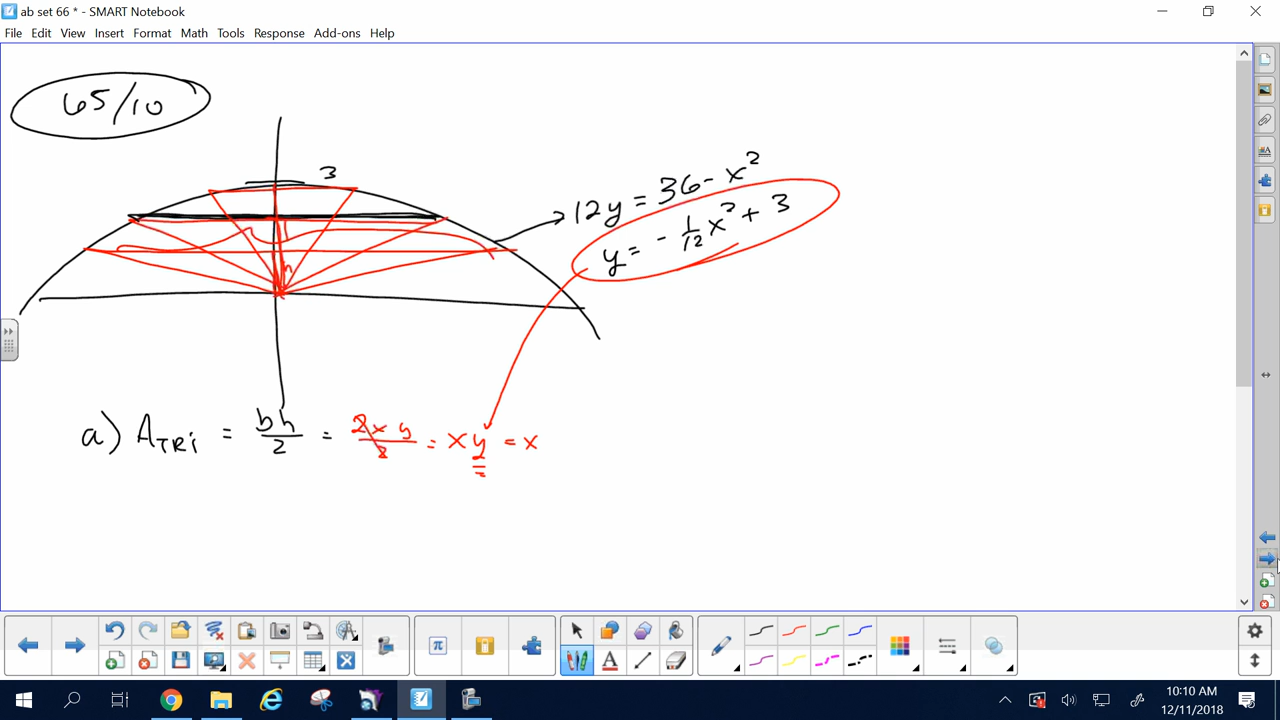 ab set 66 * - SMART Notebook
File Edit View Insert Format Math Tools Response Add-ons Help
65/10
3
12y = 36 - x²
y = - 1/12 x² + 3
h
a) A_TRI = bh/2 = 2xy/2 = xy = x
π
A
10:10 AM
12/11/2018